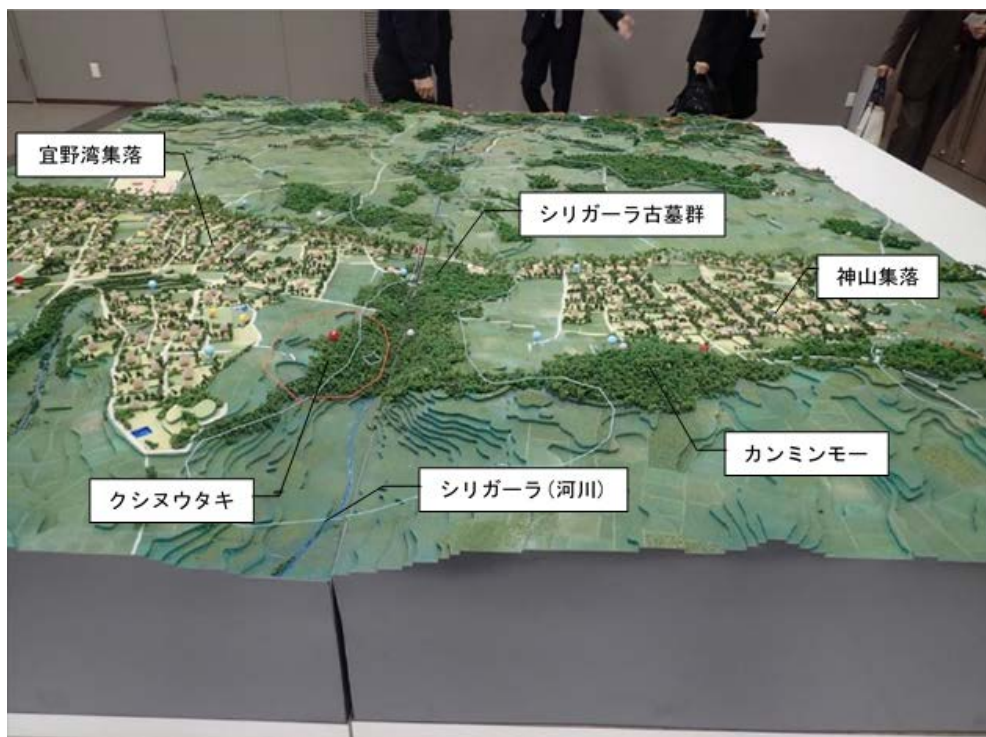 宜野湾集落
シリガーラ古墓群
神山集落
カンミンモー
シリガーラ(河川)
クシヌウタキ